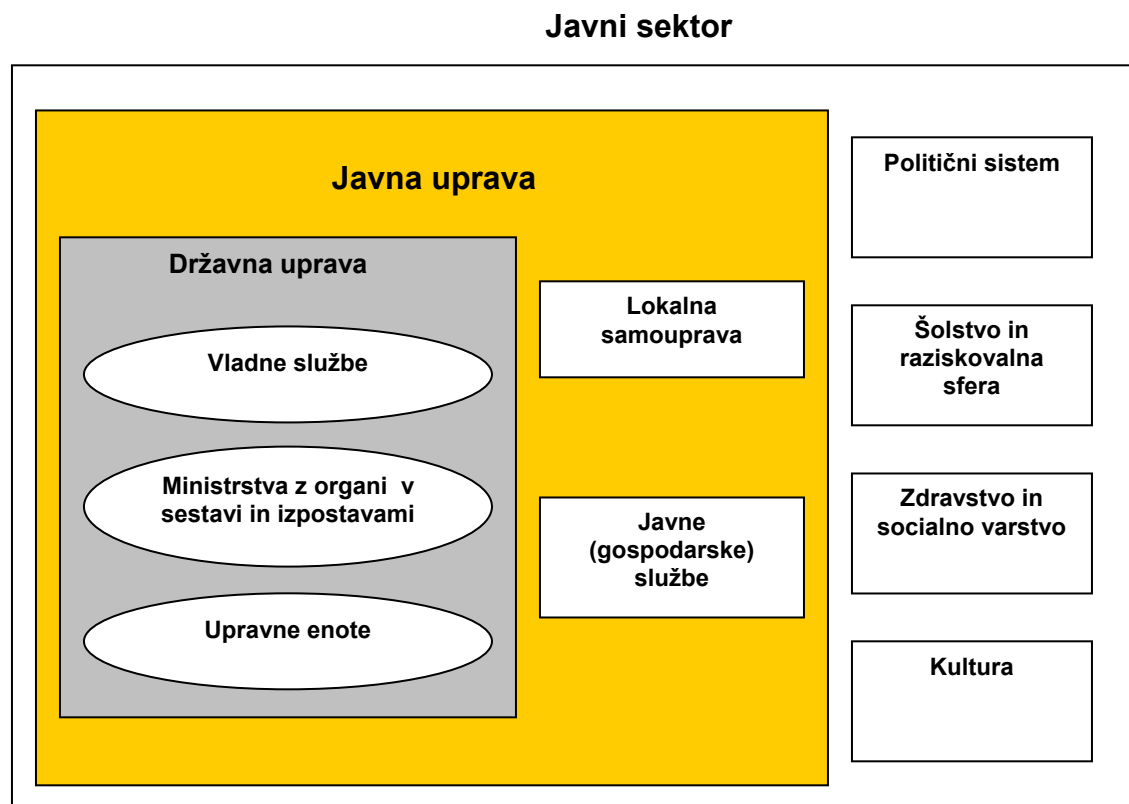 Javni sektor
Javna uprava
Državna uprava
Vladne službe
Ministrstva z organi v
sestavi in izpostavami
Upravne enote
Lokalna
samouprava
Javne
(gospodarske)
službe
Politični sistem
Šolstvo in
raziskovalna
sfera
Zdravstvo in
socialno varstvo
Kultura